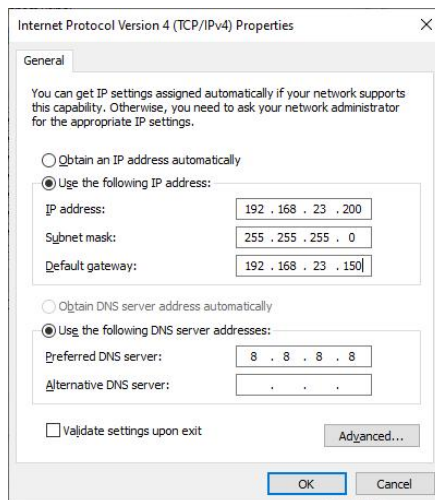 Internet Protocol Version 4 (TCP/IPv4) Properties
General
You can get IP settings assigned automatically if your network supports
this capability. Otherwise, you need to ask your network administrator
for the appropriate IP settings.
Obtain an IP address automatically
Use the following IP address:
IP address: 192 . 168 . 23 . 200
Subnet mask: 255 . 255 . 255 . 0
Default gateway: 192 . 168 . 23 . 150
Obtain DNS server address automatically
Use the following DNS server addresses:
Preferred DNS server: 8 . 8 . 8 . 8
Alternative DNS server: . . .
Validate settings upon exit
Advanced...
OK Cancel